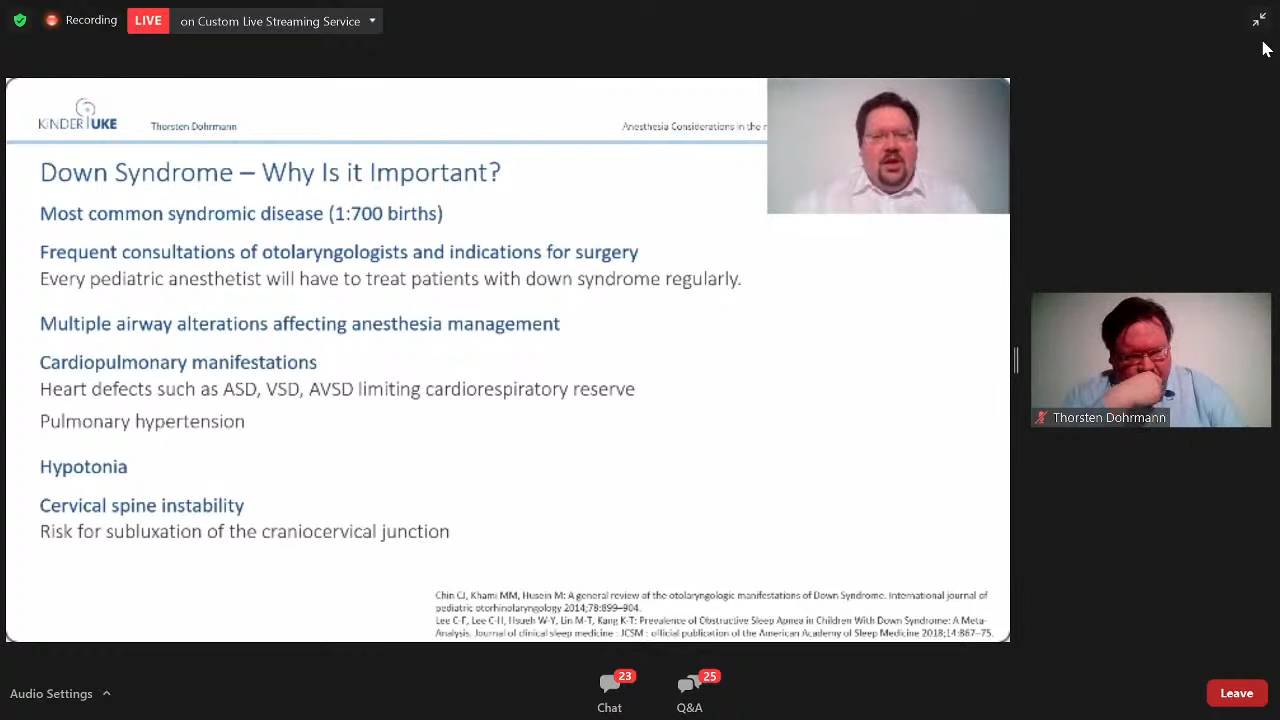 Recording
LIVE
on Custom Live Streaming Service
KINDER UKE
Thorsten Dohrmann
Anesthesia Considerations in the
Down Syndrome – Why Is it Important?
Most common syndromic disease (1:700 births)
Frequent consultations of otolaryngologists and indications for surgery
Every pediatric anesthetist will have to treat patients with down syndrome regularly.
Multiple airway alterations affecting anesthesia management
Cardiopulmonary manifestations
Heart defects such as ASD, VSD, AVSD limiting cardiorespiratory reserve
Pulmonary hypertension
Hypotonia
Cervical spine instability
Risk for subluxation of the craniocervical junction
Chin CJ, Khami MM, Husein M: A general review of the otolaryngologic manifestations of Down Syndrome. International journal of
pediatric otorhinolaryngology 2014;78:899–904.
Lee C-F, Lee C-H, Hsueh W-Y, Lin M-T, Kang K-T: Prevalence of Obstructive Sleep Apnea in Children With Down Syndrome: A Meta-
Analysis. Journal of clinical sleep medicine : JCSM : official publication of the American Academy of Sleep Medicine 2018;14:867–75.
Thorsten Dohrmann
Audio Settings
23
Chat
25
Q&A
Leave